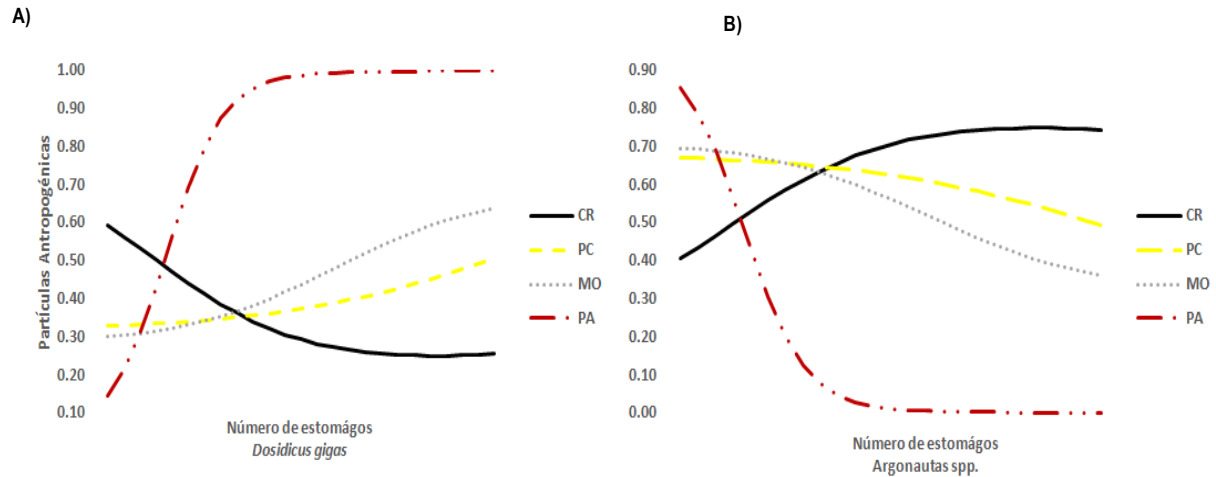 A)
B)
Partículas Antropogénicas
1.00
0.90
0.80
0.70
0.60
0.50
0.40
0.30
0.20
0.10
CR
PC
MO
PA
Número de estomágos
Dosidicus gigas
0.90
0.80
0.70
0.60
0.50
0.40
0.30
0.20
0.10
0.00
CR
PC
MO
PA
Número de estomágos
Argonautas spp.